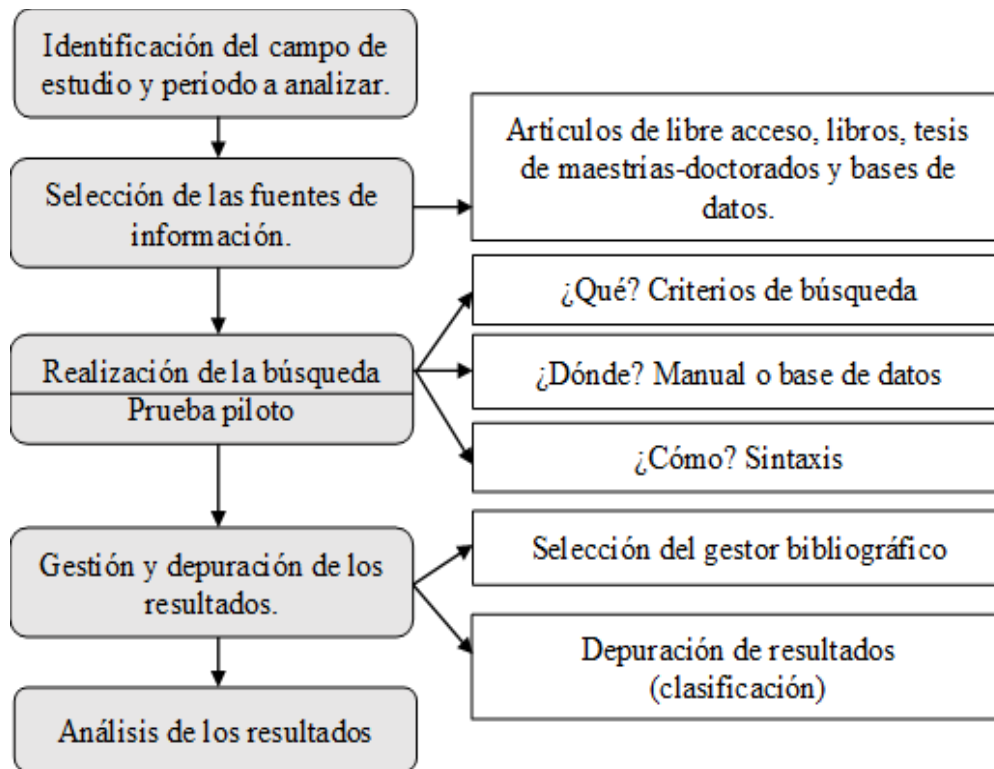 Identificación del campo de
estudio y período a analizar.
Artículos de libre acceso, libros, tesis
de maestrías-doctorados y bases de
datos.
Selección de las fuentes de
información.
¿Qué? Criterios de búsqueda
Realización de la búsqueda
Prueba piloto
¿Dónde? Manual o base de datos
¿Cómo? Sintaxis
Gestión y depuración de los
resultados.
Selección del gestor bibliográfico
Depuración de resultados
(clasificación)
Análisis de los resultados